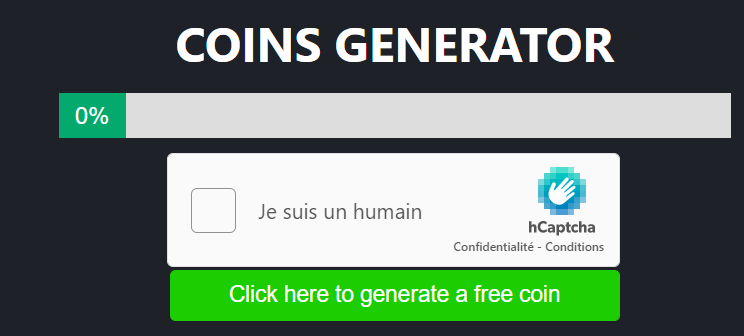 COINS GENERATOR
0%
Je suis un humain
hCaptcha
Confidentialité - Conditions
Click here to generate a free coin